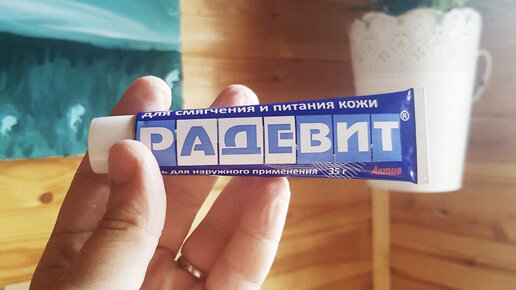 для смягчения и питания кожи
РАДЕВИТ®
для наружного применения 35 г Актив